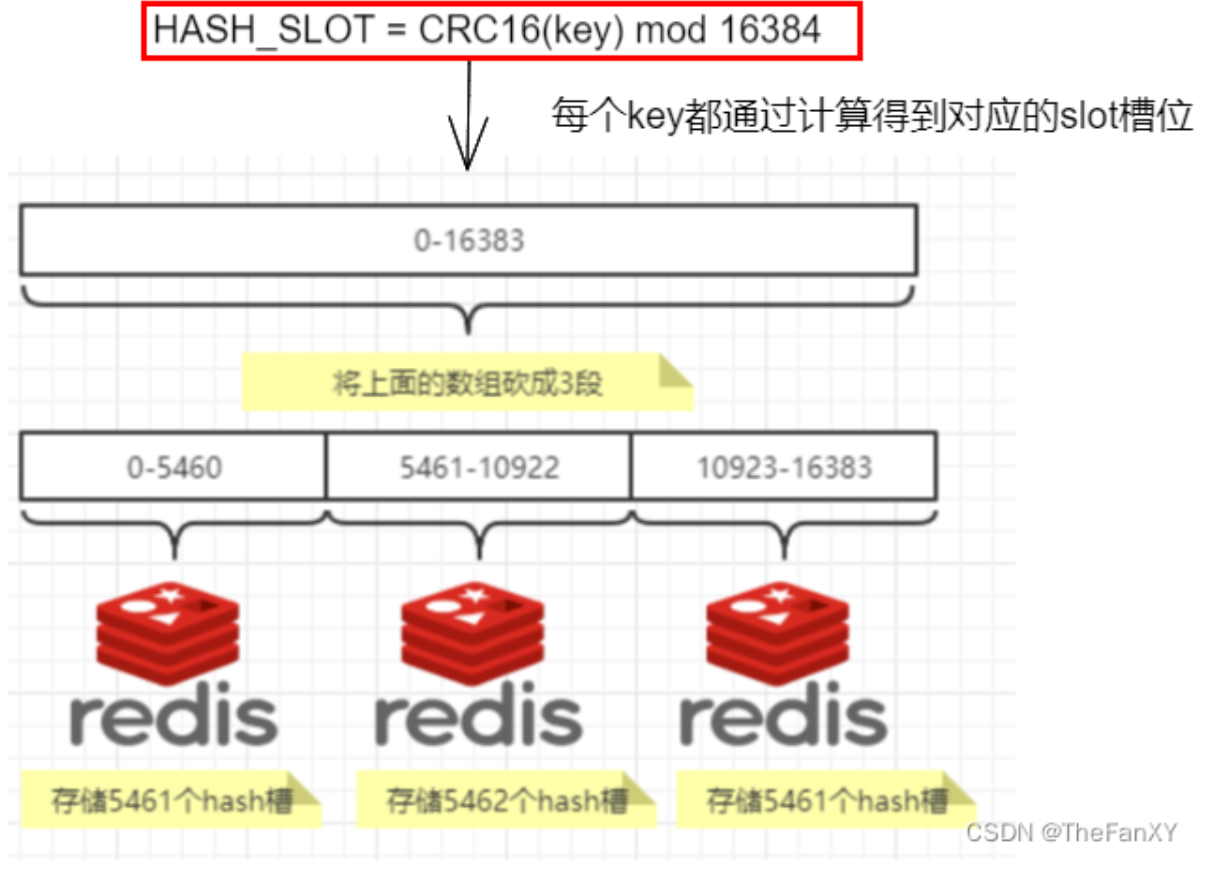 HASH_SLOT = CRC16(key) mod 16384
每个key都通过计算得到对应的slot槽位
0-16383
将上面的数组砍成3段
0-5460
5461-10922
10923-16383
redis
redis
redis
存储5461个hash槽
存储5462个hash槽
存储5461个hash槽
CSDN @TheFanXY